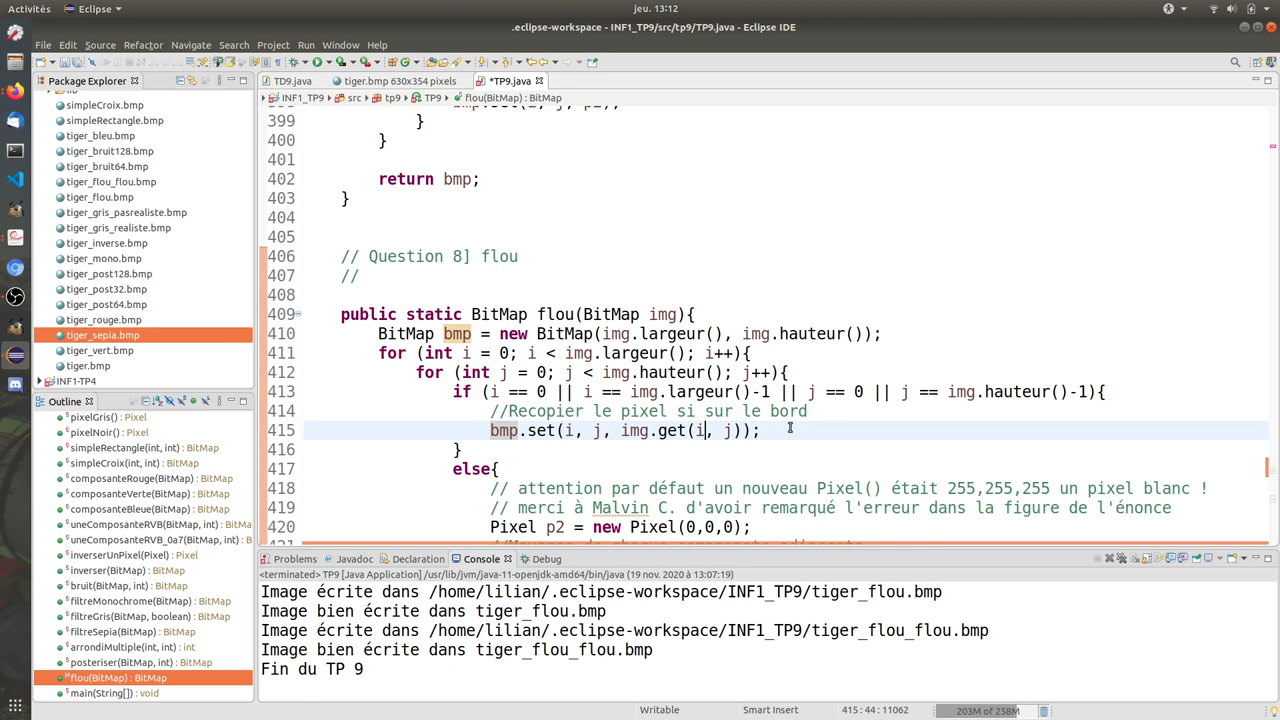 Activités
Eclipse
jeu. 13:12
.eclipse-workspace - INF1_TP9/src/tp9/TP9.java - Eclipse IDE
File Edit Source Refactor Navigate Search Project Run Window Help
Package Explorer
TD9.java
tiger.bmp 630x354 pixels
*TP9.java
INF1_TP9 src tp9 TP9 flou(BitMap): BitMap
simpleCroix.bmp
simpleRectangle.bmp
tiger_bleu.bmp
tiger_bruit128.bmp
tiger_bruit64.bmp
tiger_flou_flou.bmp
tiger_flou.bmp
tiger_gris_pasrealiste.bmp
tiger_gris_realiste.bmp
tiger_inverse.bmp
tiger_mono.bmp
tiger_post128.bmp
tiger_post32.bmp
tiger_post64.bmp
tiger_rouge.bmp
tiger_sepia.bmp
tiger_vert.bmp
tiger.bmp
INF1-TP4
Outline
pixelGris() : Pixel
pixelNoir() : Pixel
simpleRectangle(int, int) : BitMap
simpleCroix(int, int) : BitMap
composanteRouge(BitMap) : BitMap
composanteVerte(BitMap) : BitMap
composanteBleue(BitMap) : BitMap
uneComposanteRVB(BitMap, int) : BitMap
uneComposanteRVB_0a7(BitMap, int) : BitMap
inverserUnPixel(Pixel) : Pixel
inverser(BitMap) : BitMap
bruit(BitMap, int) : BitMap
filtreMonochrome(BitMap) : BitMap
filtreGris(BitMap, boolean) : BitMap
filtreSepia(BitMap) : BitMap
arrondiMultiple(int, int) : int
posteriser(BitMap, int) : BitMap
flou(BitMap) : BitMap
main(String[]) : void
399 }
400 }
401
402 return bmp;
403 }
404
405
406 // Question 8] flou
407 //
408
409 public static BitMap flou(BitMap img){
410 BitMap bmp = new BitMap(img.largeur(), img.hauteur());
411 for (int i = 0; i < img.largeur(); i++){
412 for (int j = 0; j < img.hauteur(); j++){
413 if (i == 0 || i == img.largeur()-1 || j == 0 || j == img.hauteur()-1){
414 //Recopier le pixel si sur le bord
415 bmp.set(i, j, img.get(i, j));
416 }
417 else{
418 // attention par défaut un nouveau Pixel() était 255,255,255 un pixel blanc !
419 // merci à Malvin C. d'avoir remarqué l'erreur dans la figure de l'énonce
420 Pixel p2 = new Pixel(0,0,0);
Problems Javadoc Declaration Console Debug
<terminated> TP9 [Java Application] /usr/lib/jvm/java-11-openjdk-amd64/bin/java (19 nov. 2020 à 13:07:19)
Image écrite dans /home/lilian/.eclipse-workspace/INF1_TP9/tiger_flou.bmp
Image bien écrite dans tiger_flou.bmp
Image écrite dans /home/lilian/.eclipse-workspace/INF1_TP9/tiger_flou_flou.bmp
Image bien écrite dans tiger_flou_flou.bmp
Fin du TP 9
Writable
Smart Insert
415 : 44 : 11062
203M of 258M